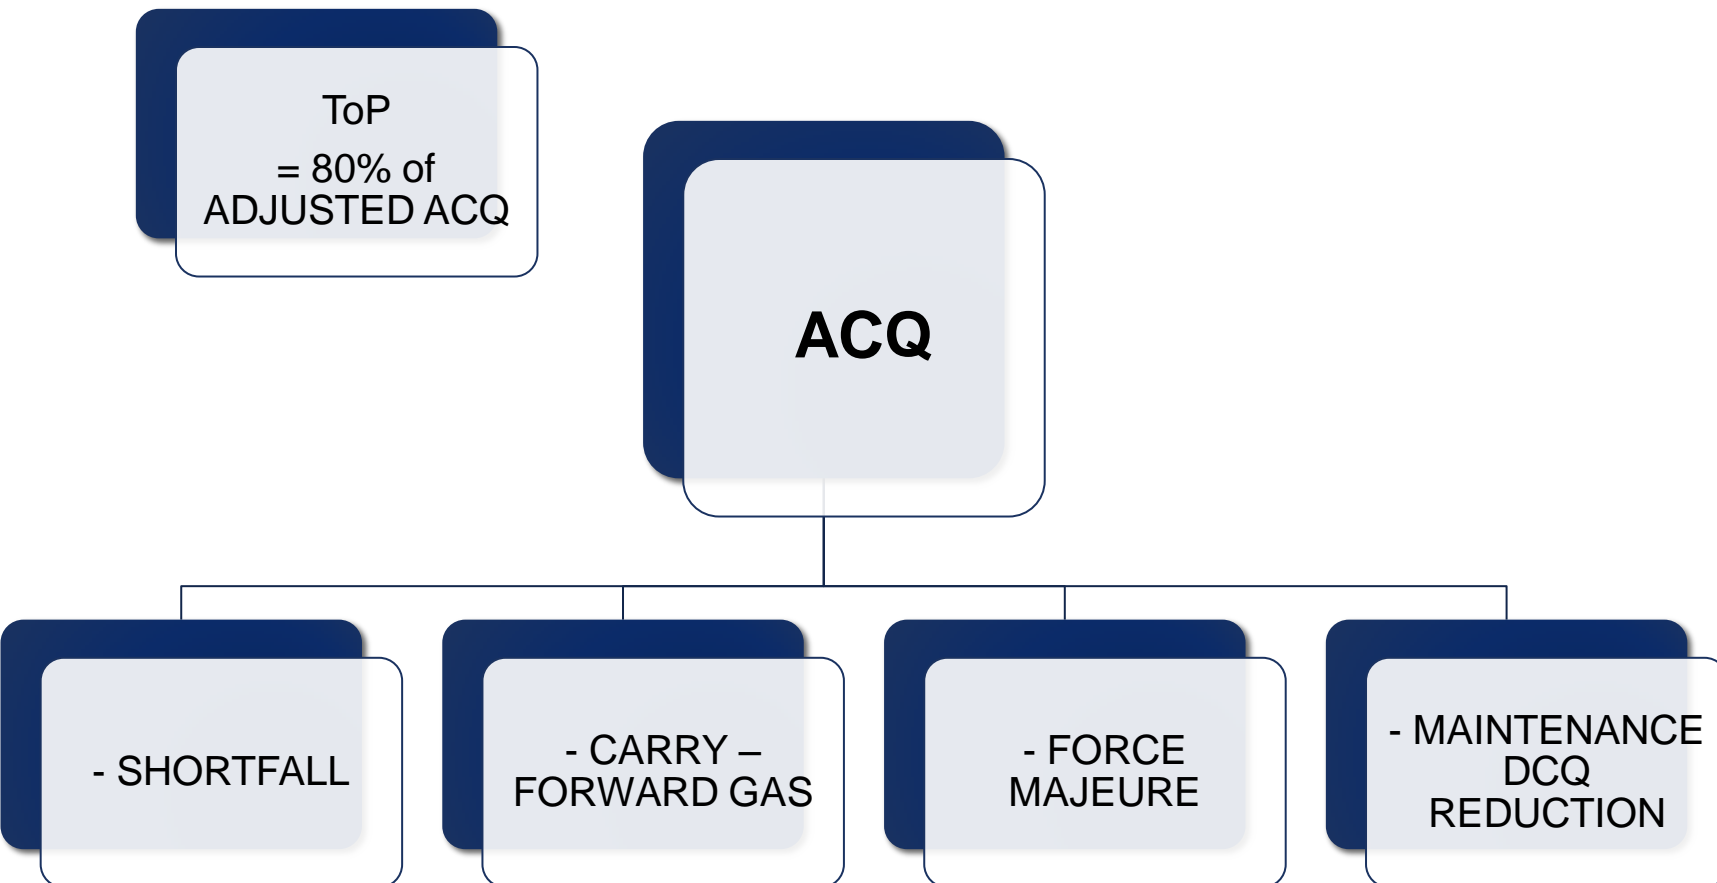 ToP
= 80% of
ADJUSTED ACQ
ACQ
- SHORTFALL
- CARRY –
FORWARD GAS
- FORCE
MAJEURE
- MAINTENANCE
DCQ
REDUCTION